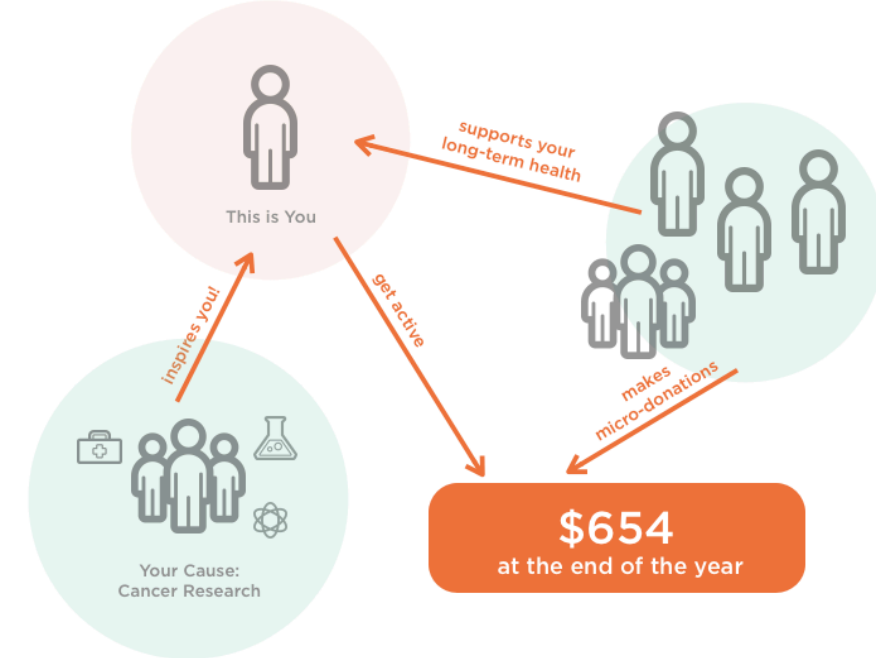 This is You
supports your
long-term health
get active
inspires you!
makes
micro-donations
Your Cause:
Cancer Research
$654
at the end of the year